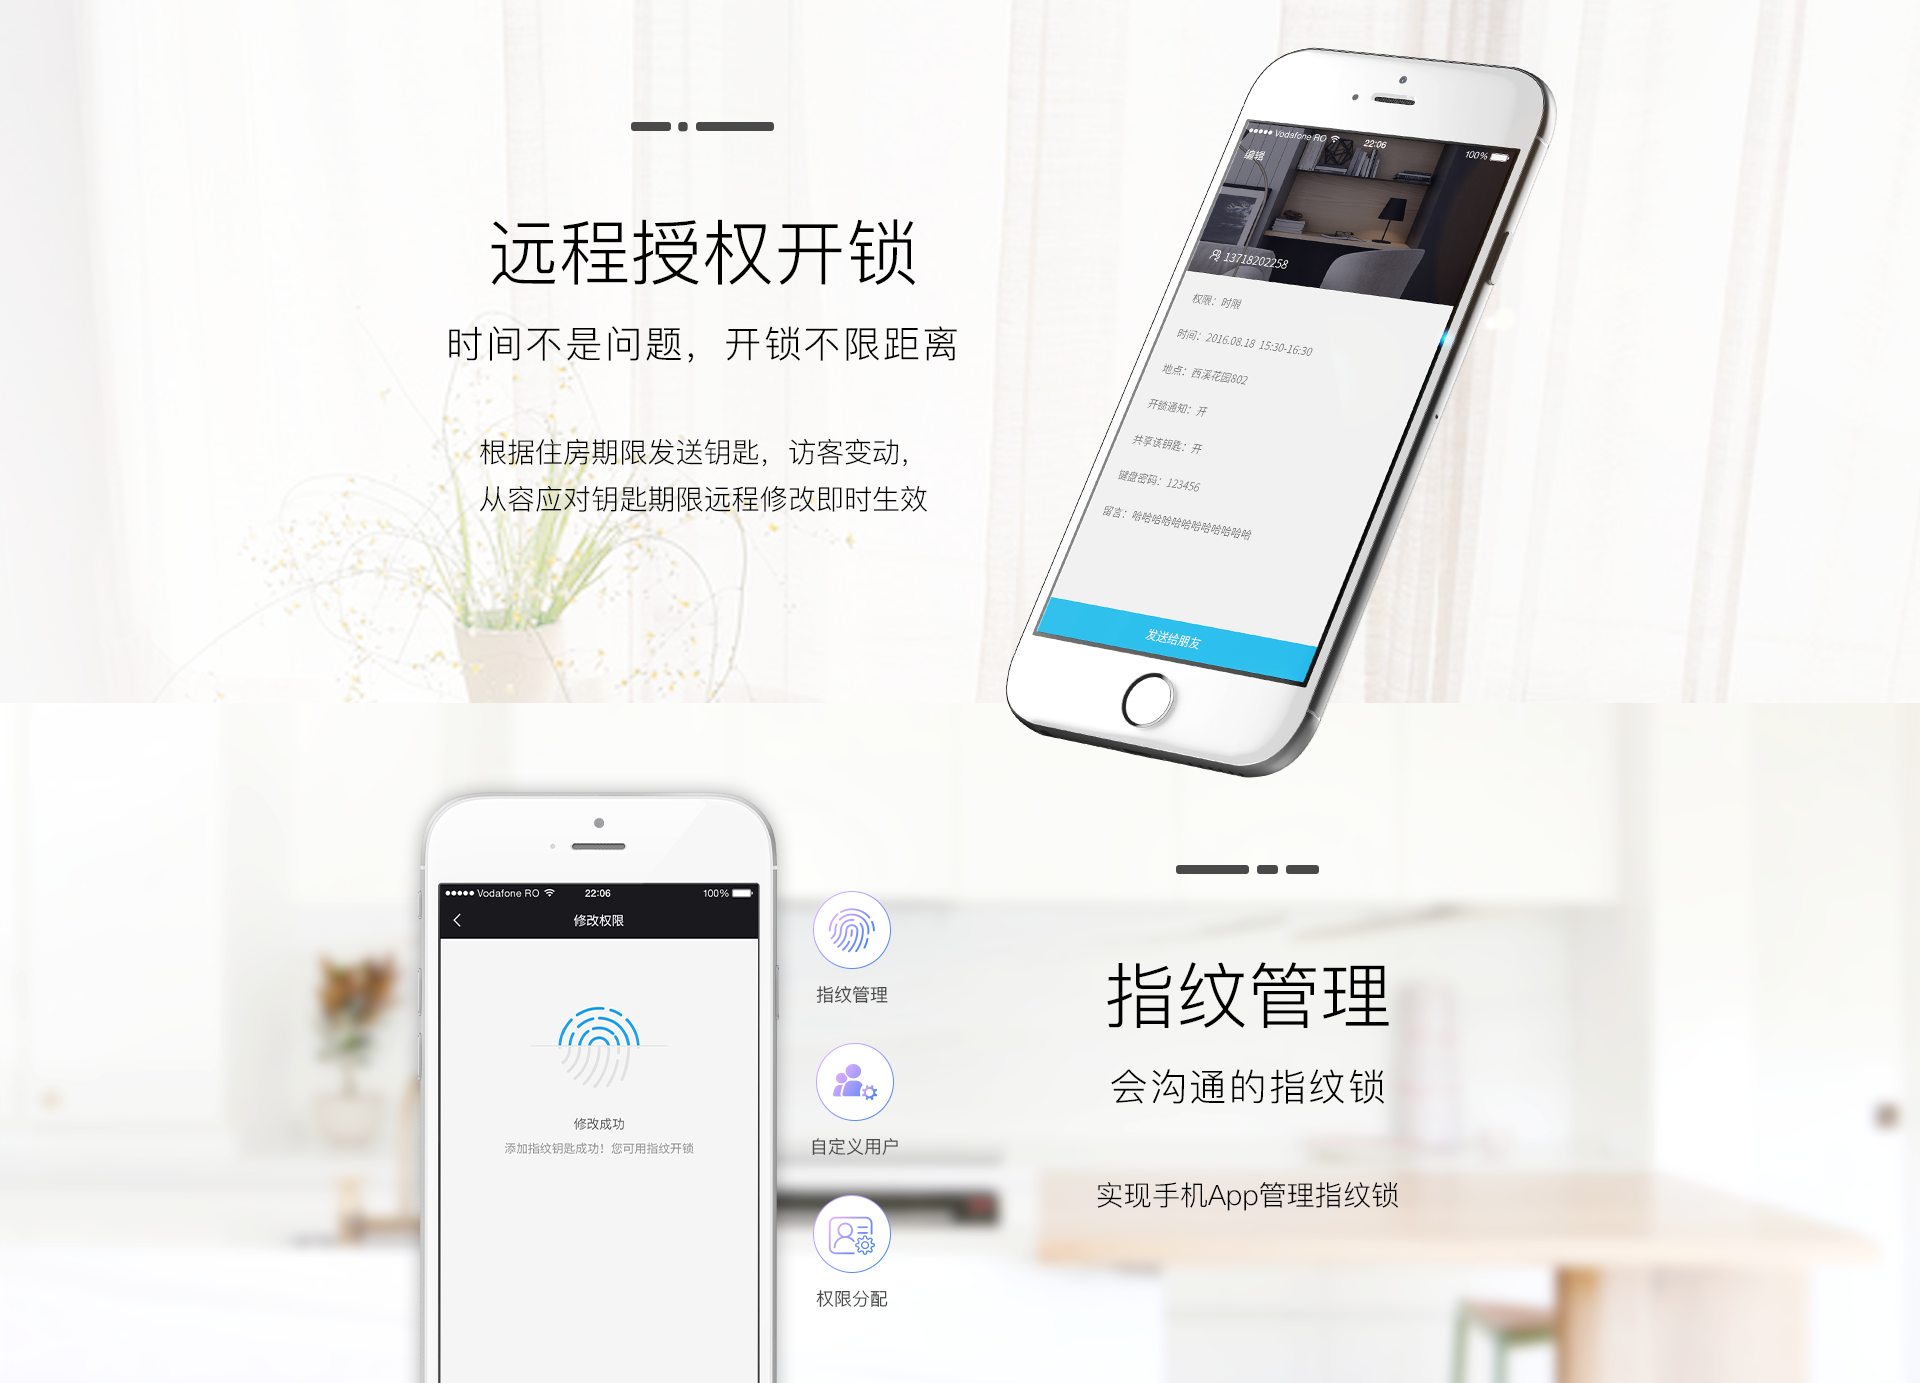 远程授权开锁
时间不是问题，开锁不限距离
根据住房期限发送钥匙，访客变动，
从容应对钥匙期限远程修改即时生效
Vodafone RO 22:06 100%
编辑
13718202258
权限：时限
时间：2016.08.18 15:30-16:30
地点：西溪花园802
开锁通知：开
共享该钥匙：开
键盘密码：123456
留言：哈哈哈哈哈哈哈哈哈哈哈哈
发送给朋友
Vodafone RO 22:06 100%
修改权限
修改成功
添加指纹钥匙成功！您可用指纹开锁
指纹管理
自定义用户
权限分配
指纹管理
会沟通的指纹锁
实现手机App管理指纹锁